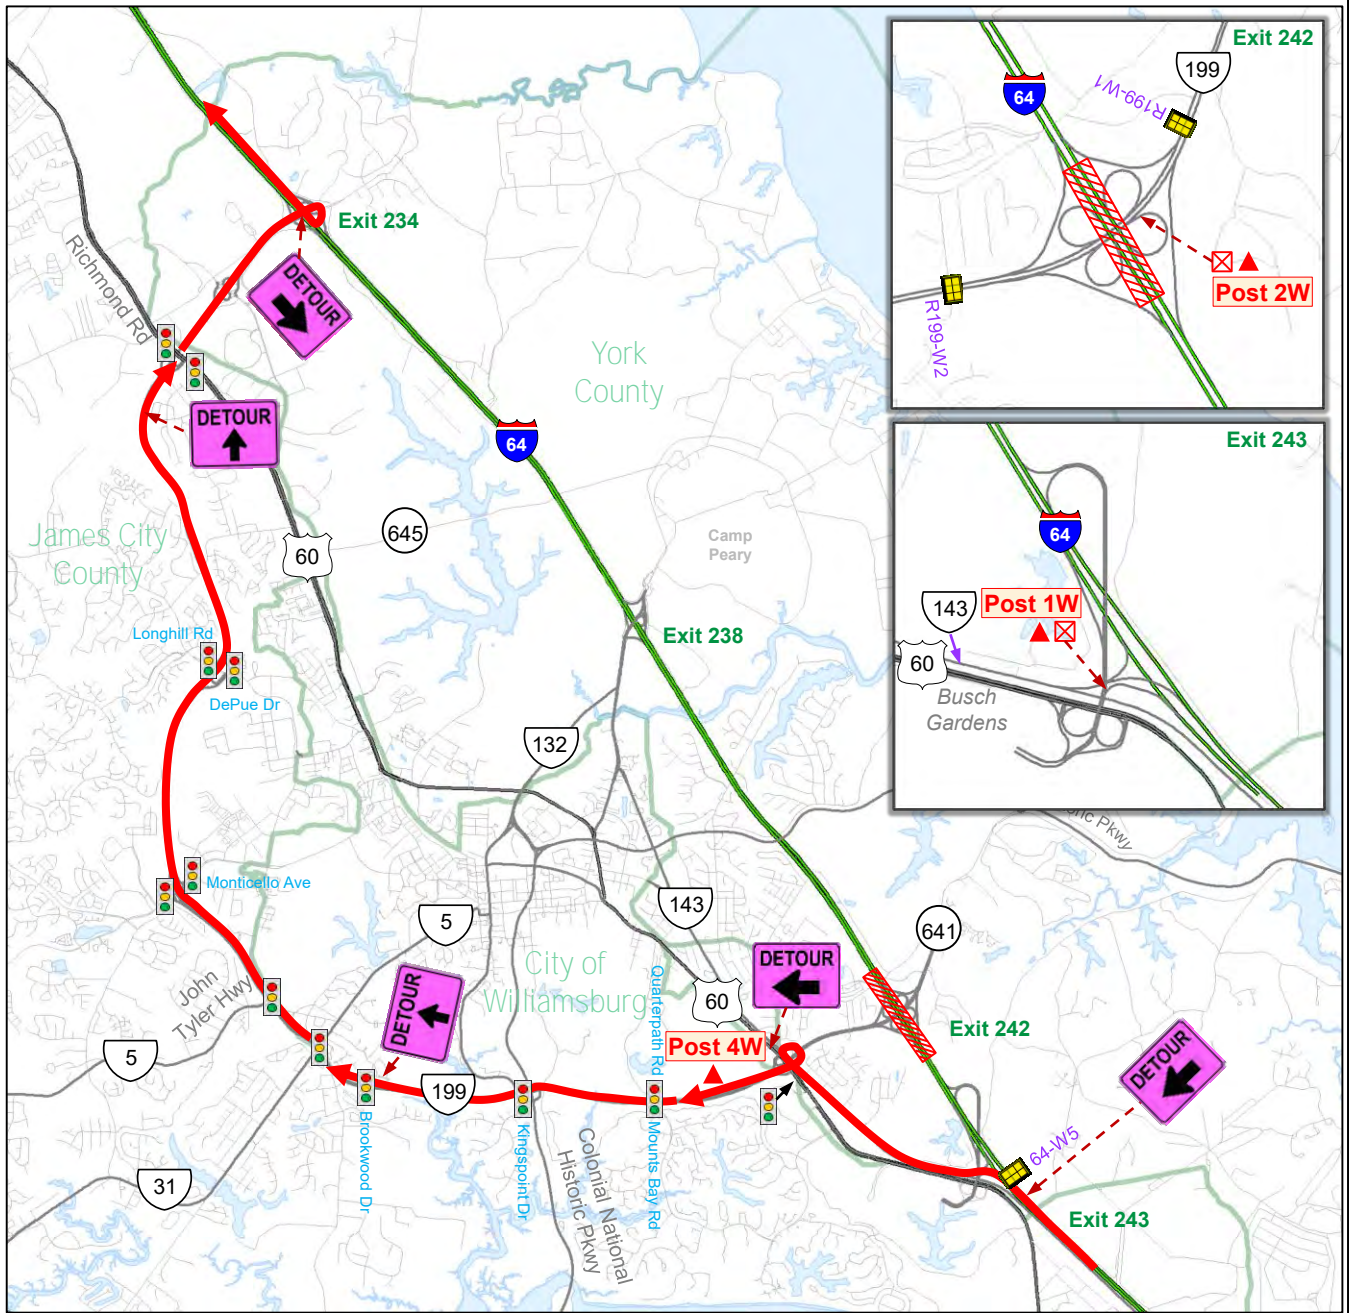 Exit 234
DETOUR
Richmond Rd
DETOUR
York
County
64
James City
County
60
645
Camp
Peary
Longhill Rd
DePue Dr
Exit 238
132
Monticello Ave
5
143
641
John
Tyler Hwy
DETOUR
City of
Williamsburg
Quarterpath Rd
60
DETOUR
Exit 242
Post 4W
5
199
DETOUR
Brookwood Dr
Kingspoint Dr
Colonial National
Historic Pkwy
Mounts Bay Rd
64-W5
31
Exit 243
oric Pkwy
Exit 242
64
199
R199-W1
R199-W2
Post 2W
Exit 243
64
143
Post 1W
60
Busch
Gardens